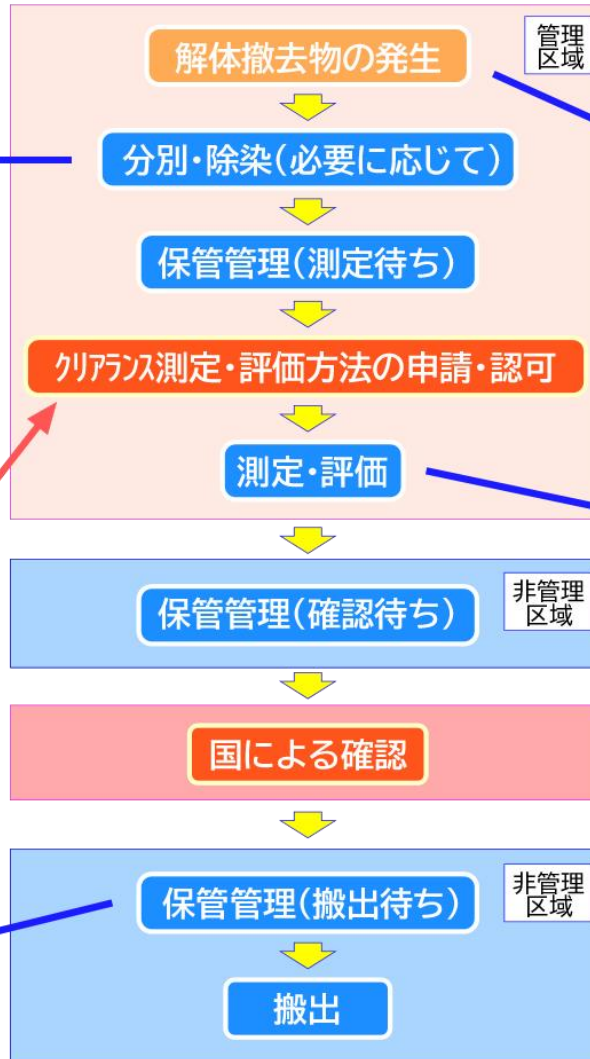 解体撤去物の発生
管理
区域
分別・除染(必要に応じて)
保管管理(測定待ち)
ｸﾘｱﾗﾝｽ測定・評価方法の申請・認可
測定・評価
保管管理(確認待ち)
非管理
区域
国による確認
保管管理(搬出待ち)
非管理
区域
搬出